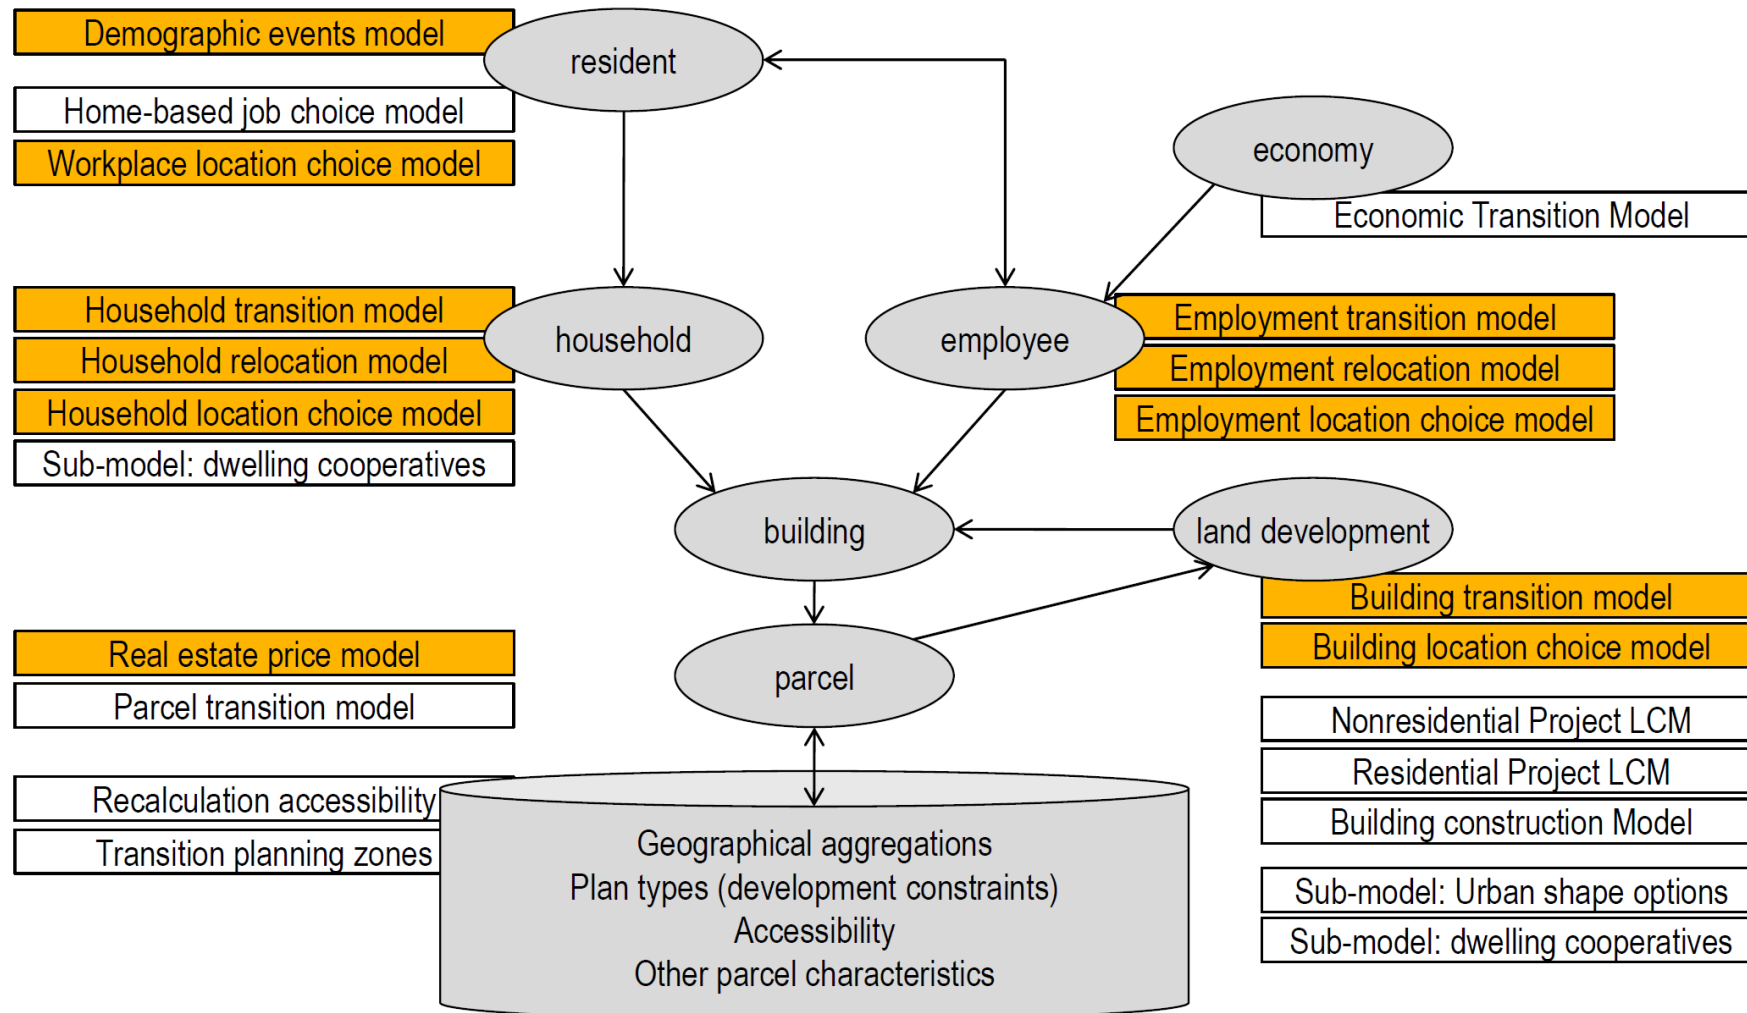 Demographic events model
resident
Home-based job choice model
Workplace location choice model
economy
Economic Transition Model
Household transition model
Household relocation model
Household location choice model
Sub-model: dwelling cooperatives
household
employee
Employment transition model
Employment relocation model
Employment location choice model
building
land development
Building transition model
Building location choice model
Real estate price model
Parcel transition model
parcel
Nonresidential Project LCM
Residential Project LCM
Building construction Model
Recalculation accessibility
Transition planning zones
Geographical aggregations
Plan types (development constraints)
Accessibility
Other parcel characteristics
Sub-model: Urban shape options
Sub-model: dwelling cooperatives